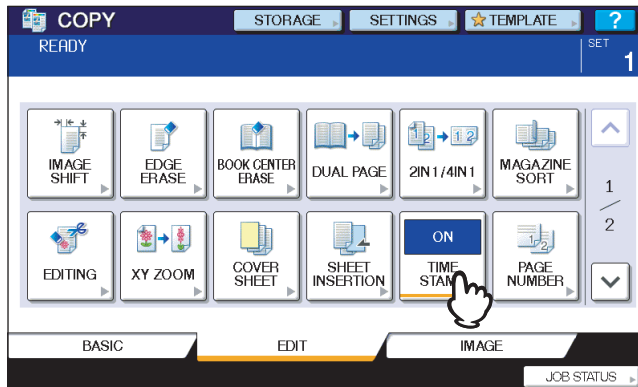 COPY
STORAGE
SETTINGS
TEMPLATE
?
READY
SET
1
IMAGE
SHIFT
EDGE
ERASE
BOOK CENTER
ERASE
DUAL PAGE
2IN1/4IN1
MAGAZINE
SORT
EDITING
XY ZOOM
COVER
SHEET
SHEET
INSERTION
ON
TIME
STAMP
PAGE
NUMBER
1
2
BASIC
EDIT
IMAGE
JOB STATUS